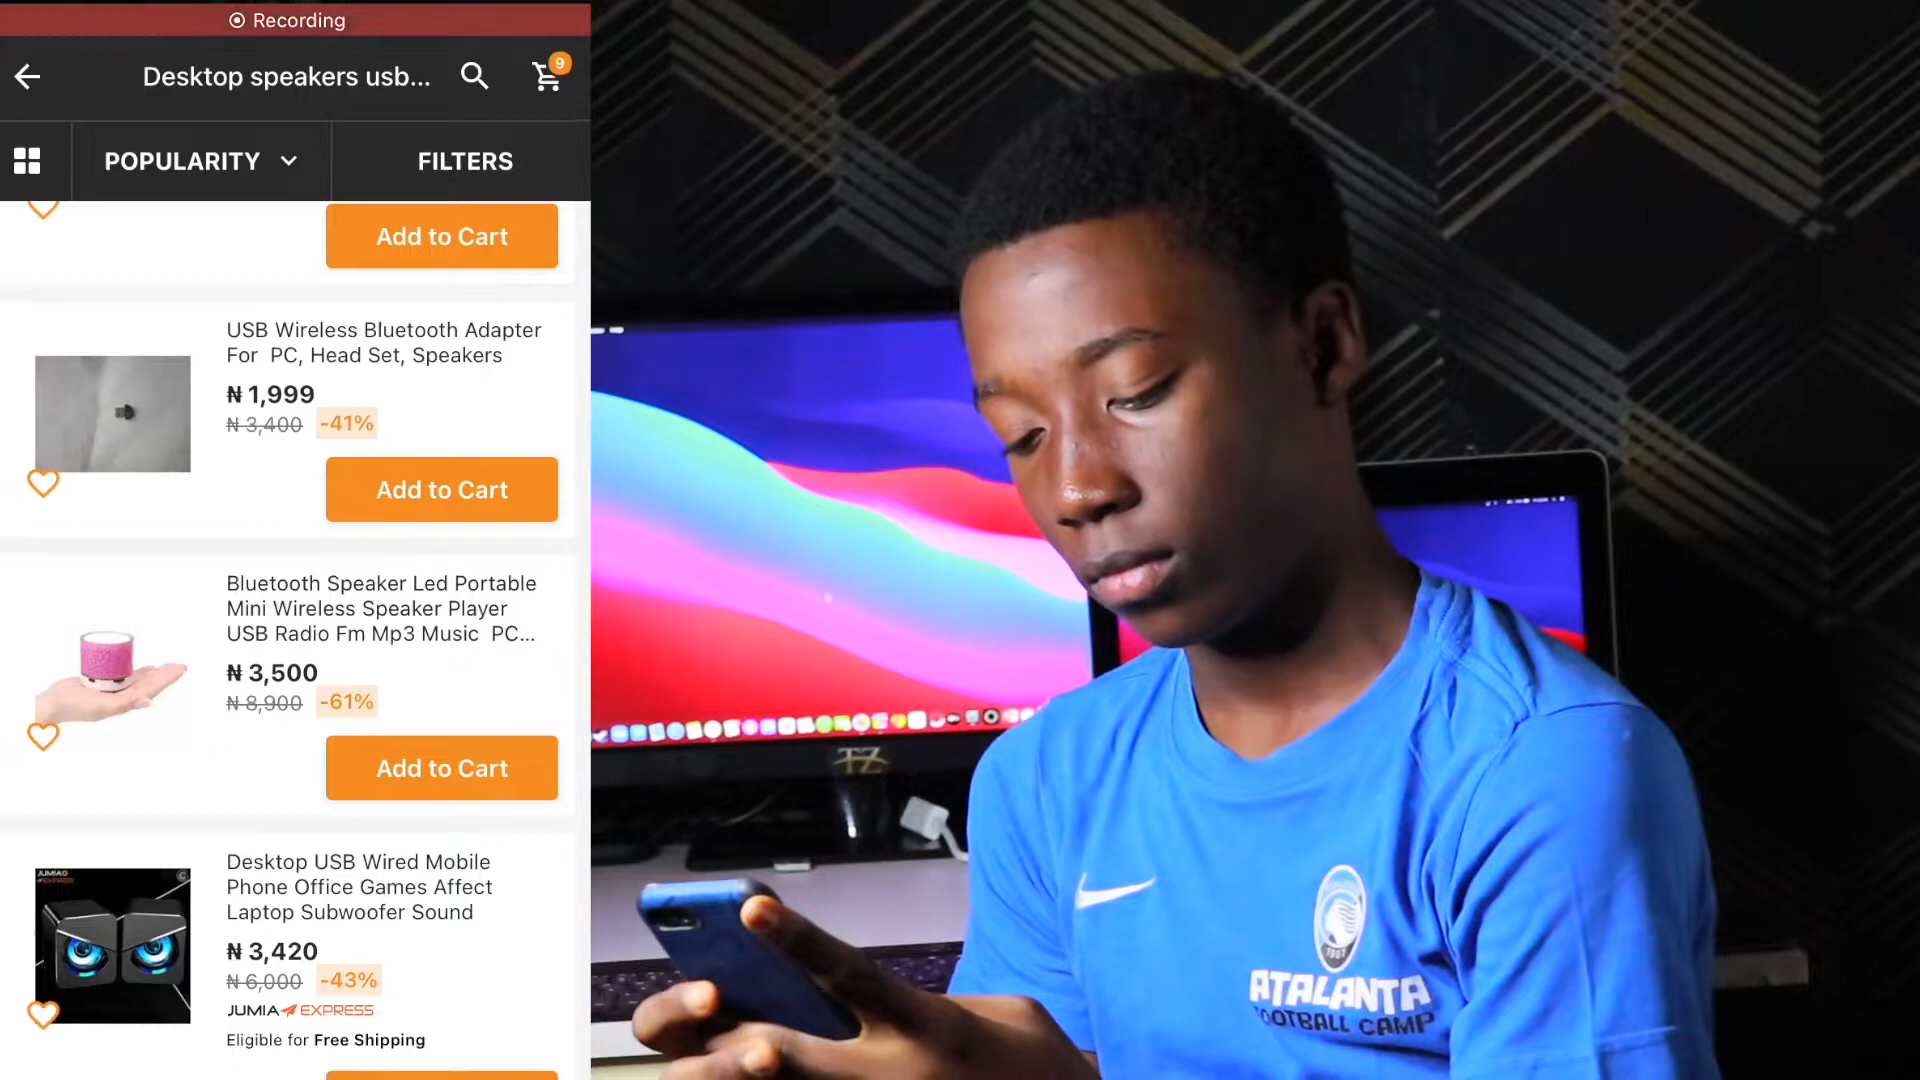 Recording
Desktop speakers usb...
9
POPULARITY
FILTERS
Add to Cart
USB Wireless Bluetooth Adapter
For PC, Head Set, Speakers
₦ 1,999
₦ 3,400 -41%
Add to Cart
Bluetooth Speaker Led Portable
Mini Wireless Speaker Player
USB Radio Fm Mp3 Music PC...
₦ 3,500
₦ 8,900 -61%
Add to Cart
Desktop USB Wired Mobile
Phone Office Games Affect
Laptop Subwoofer Sound
₦ 3,420
₦ 6,000 -43%
JUMIA EXPRESS
Eligible for Free Shipping
TZ
1907
ATALANTA
FOOTBALL CAMP